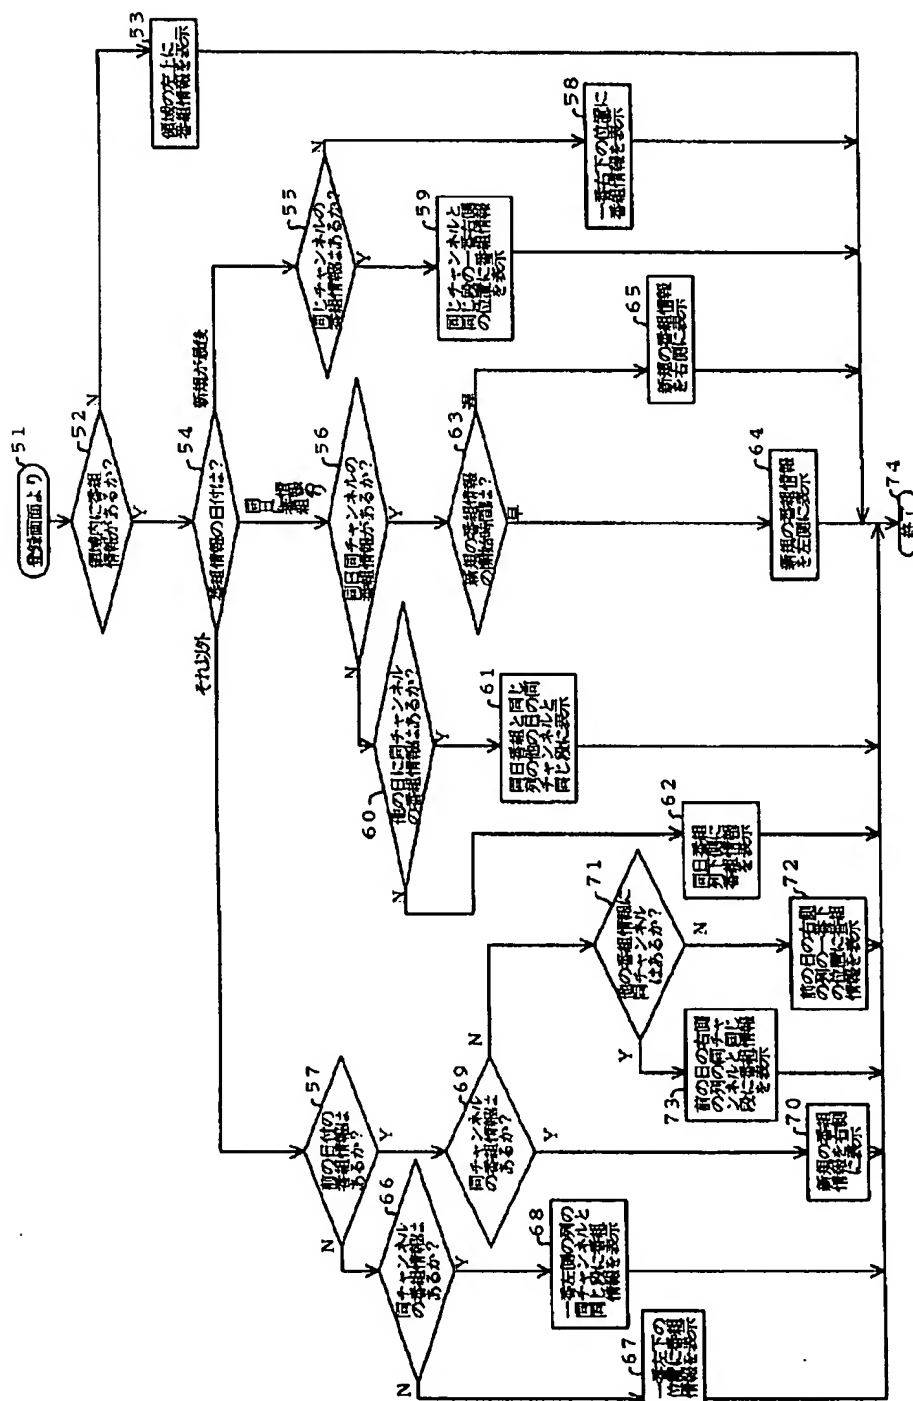 登録画面より
51
領域内に番組
情報があるか?
52
N
Y
領域の左上に
番組情報を表示
53
番組情報の日付は?
54
新規が最後
同じ番組
情報あり
それ以外
同じチャンネルの
番組情報はあるか?
55
N
Y
一番右下の位置に
番組情報を表示
58
同じチャンネルと
同じ段の一番右側
の位置に番組情報
を表示
59
同日同チャンネルの
番組情報があるか?
56
N
Y
新規の番組情報
の開始時間は?
63
遅
早
新規の番組情報
を右側に表示
65
新規の番組情報
を左側に表示
64
他の日に同チャンネル
の番組情報はあるか?
60
N
Y
同日番組と同じ
列の他の日の同
チャンネルと
同じ段に表示
61
同日番組
列下側に
番組情報
を表示
62
前の日付の
番組情報は
あるか?
57
N
Y
同チャンネル
の番組情報は
あるか?
69
N
Y
他の番組情報に
同チャンネル
はあるか?
71
N
Y
前の日の右側
の列の一番下
の位置に番組
情報を表示
72
前の日の右側
の列の同チャ
ンネルと同じ
段に番組情報
を表示
73
新規の番組
情報を右側
に表示
70
同チャンネル
の番組情報は
あるか?
66
N
Y
一番左側の列の
同チャンネルと
同じ段に番組
情報を表示
68
一番左下の
位置に番組
情報を表示
67
終了
74